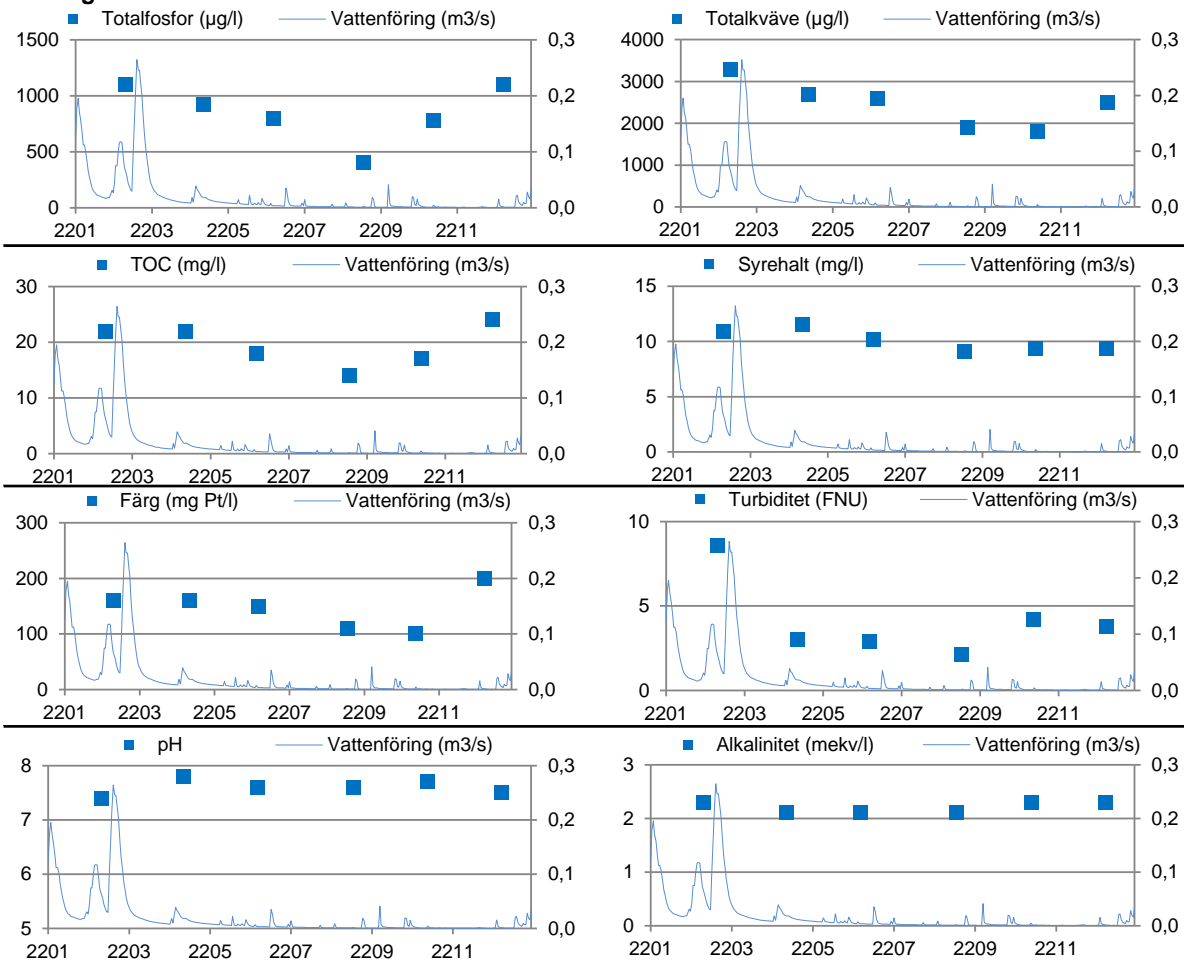 Totalfosfor (µg/l) Vattenföring (m3/s)
1500 0,3
1000 0,2
500 0,1
0 0,0
2201 2203 2205 2207 2209 2211
Totalkväve (µg/l) Vattenföring (m3/s)
4000 0,3
3000 0,2
2000
1000 0,1
0 0,0
2201 2203 2205 2207 2209 2211
TOC (mg/l) Vattenföring (m3/s)
30 0,3
20 0,2
10 0,1
0 0,0
2201 2203 2205 2207 2209 2211
Syrehalt (mg/l) Vattenföring (m3/s)
15 0,3
10 0,2
5 0,1
0 0,0
2201 2203 2205 2207 2209 2211
Färg (mg Pt/l) Vattenföring (m3/s)
300 0,3
200 0,2
100 0,1
0 0,0
2201 2203 2205 2207 2209 2211
Turbiditet (FNU) Vattenföring (m3/s)
10 0,3
0,2
5
0,1
0 0,0
2201 2203 2205 2207 2209 2211
pH Vattenföring (m3/s)
8 0,3
7 0,2
6 0,1
5 0,0
2201 2203 2205 2207 2209 2211
Alkalinitet (mekv/l) Vattenföring (m3/s)
3 0,3
2 0,2
1 0,1
0 0,0
2201 2203 2205 2207 2209 2211